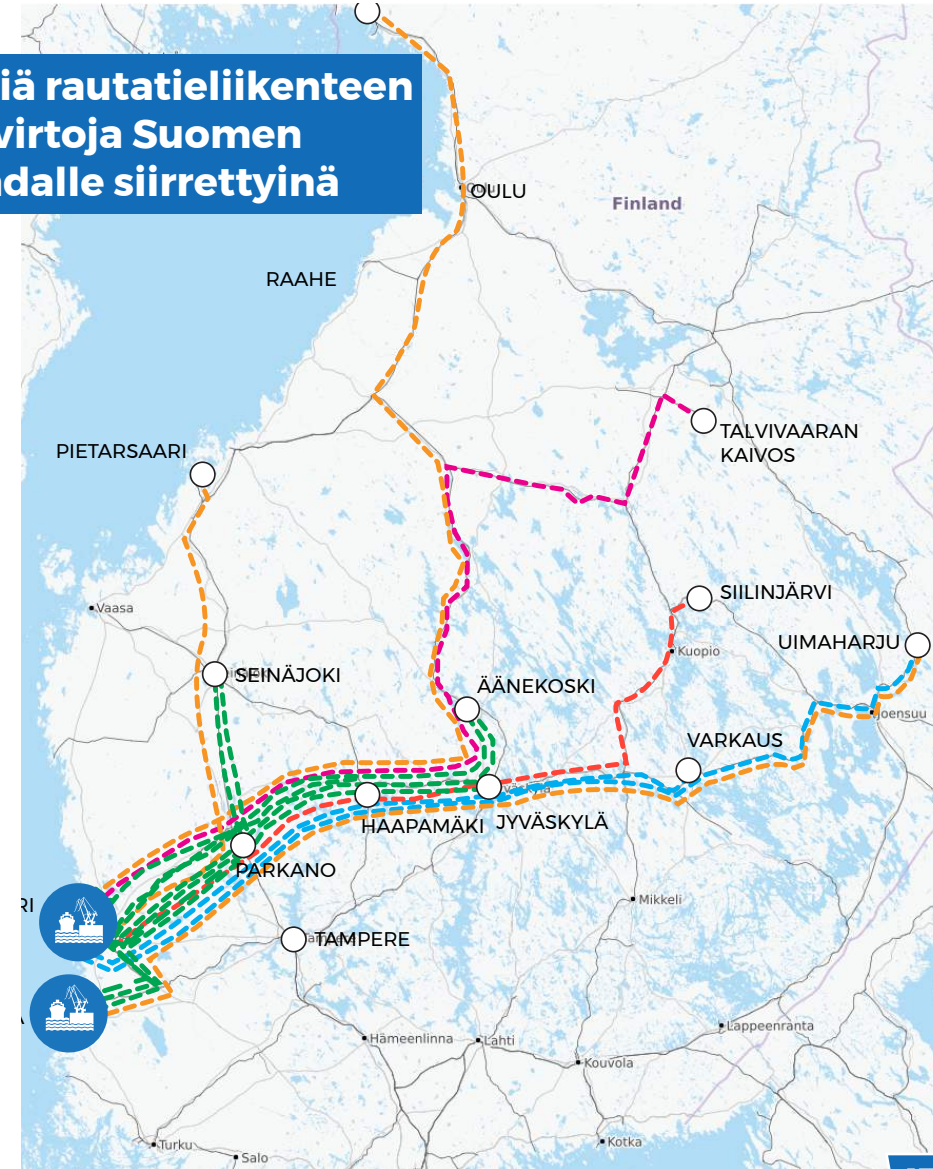 iä rautatieliikenteen
virtoja Suomen
dalle siirrettyinä
OULU
Finland
RAAHE
PIETARSAARI
TALVIVAARAN
KAIVOS
Vaasa
SIILINJÄRVI
UIMAHARJU
Kuopio
SEINÄJOKI
ÄÄNEKOSKI
Joensuu
VARKAUS
HAAPAMÄKI
JYVÄSKYLÄ
PARKANO
RI
Mikkeli
TAMPERE
Lappeenranta
Hämeenlinna
Lahti
Kouvola
Turku
Kotka
Salo